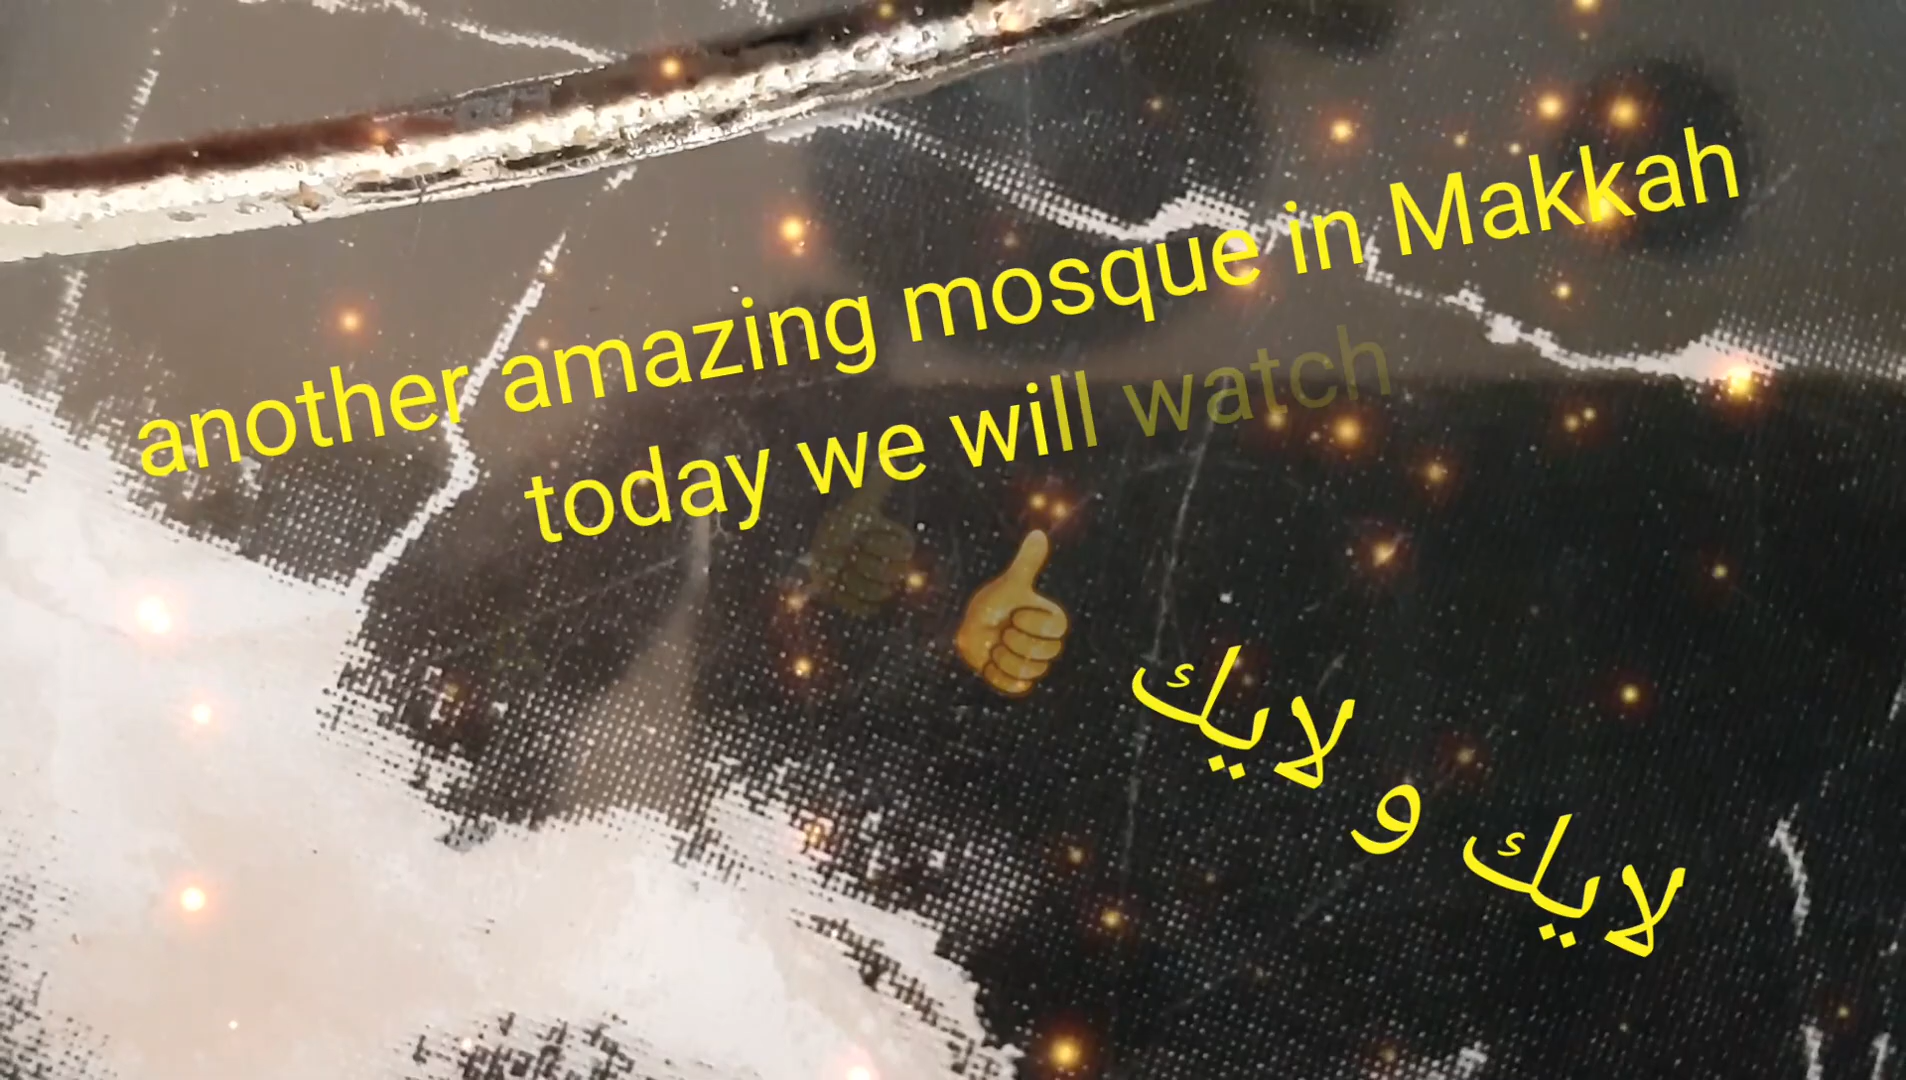 another amazing mosque in Makkah
today we will watch
👍 👍
لايك و لايك